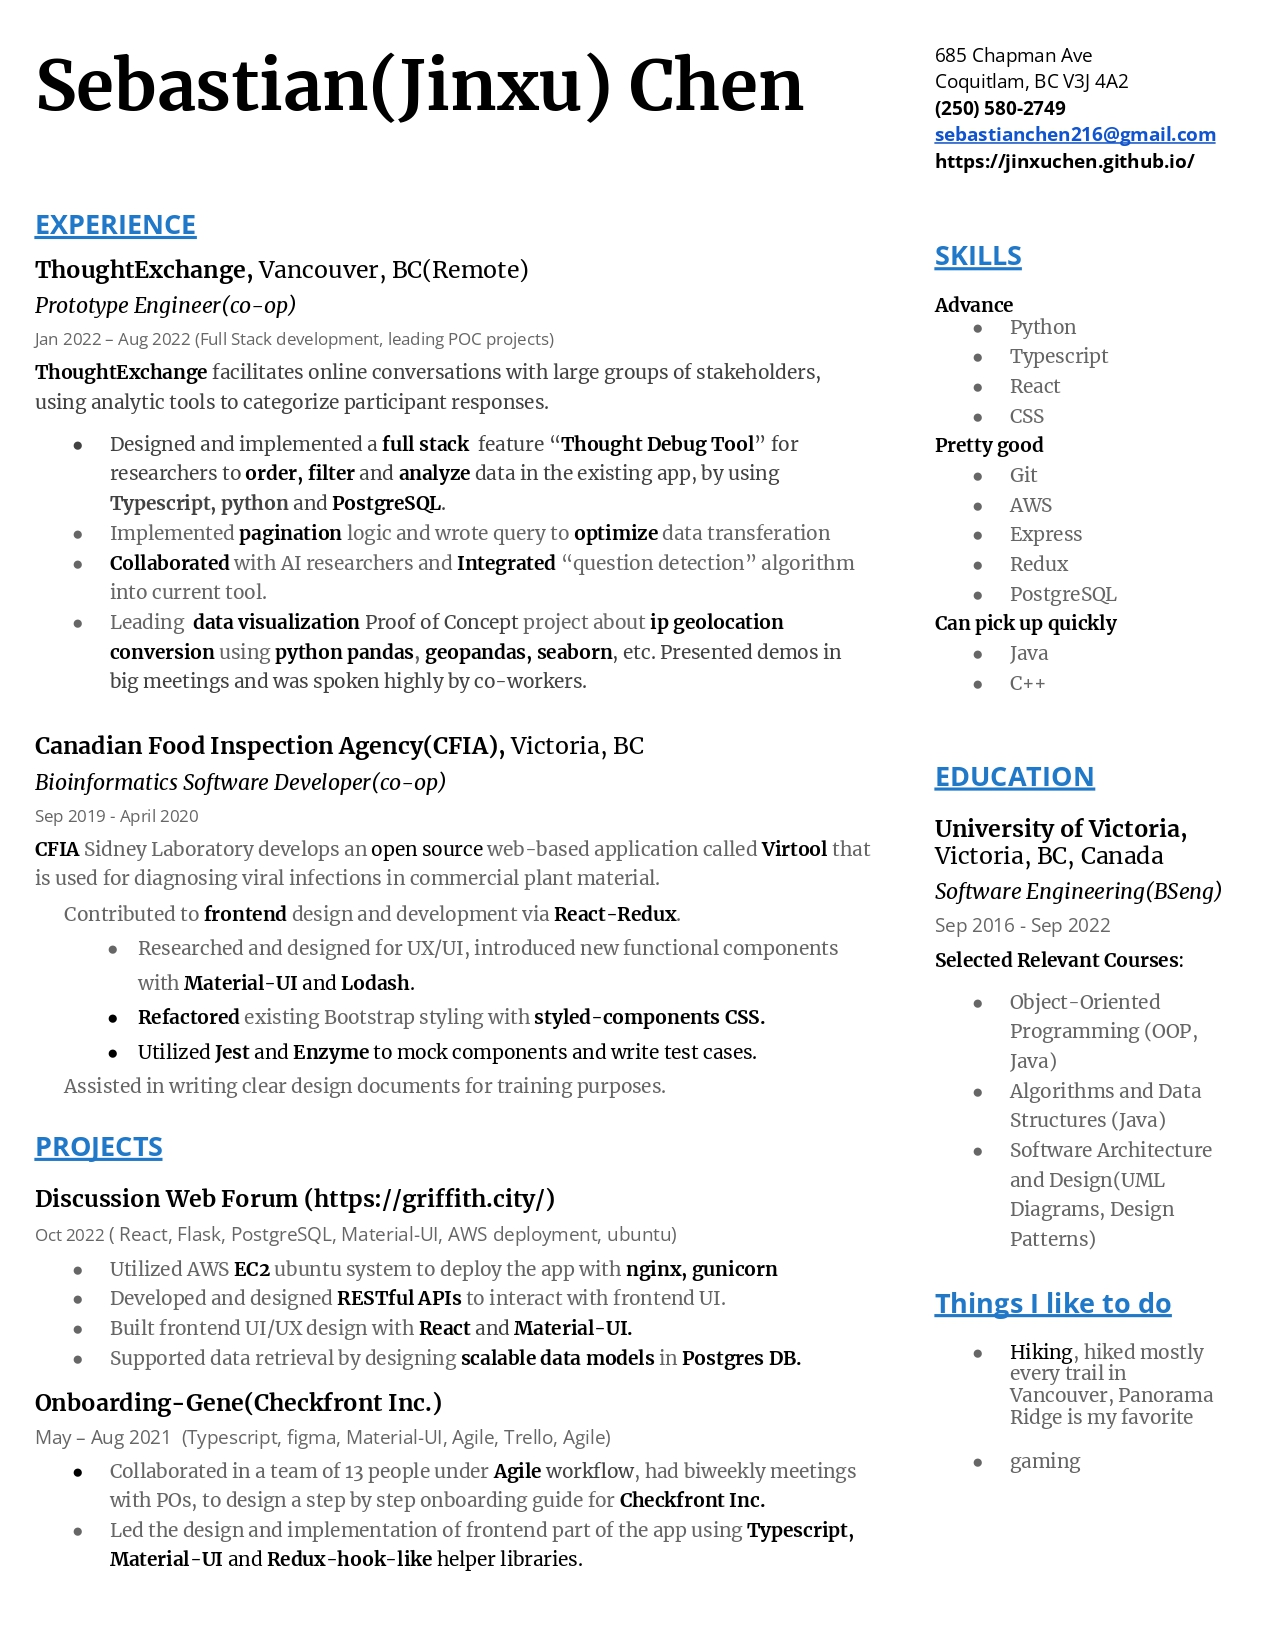 Sebastian(Jinxu) Chen
685 Chapman Ave
Coquitlam, BC V3J 4A2
(250) 580-2749
sebastianchen216@gmail.com
https://jinxuchen.github.io/
EXPERIENCE
ThoughtExchange, Vancouver, BC(Remote)
Prototype Engineer(co-op)
Jan 2022 – Aug 2022 (Full Stack development, leading POC projects)
ThoughtExchange facilitates online conversations with large groups of stakeholders,
using analytic tools to categorize participant responses.
● Designed and implemented a full stack feature “Thought Debug Tool” for
researchers to order, filter and analyze data in the existing app, by using
Typescript, python and PostgreSQL.
● Implemented pagination logic and wrote query to optimize data transferation
● Collaborated with AI researchers and Integrated “question detection” algorithm
into current tool.
● Leading data visualization Proof of Concept project about ip geolocation
conversion using python pandas, geopandas, seaborn, etc. Presented demos in
big meetings and was spoken highly by co-workers.
Canadian Food Inspection Agency(CFIA), Victoria, BC
Bioinformatics Software Developer(co-op)
Sep 2019 - April 2020
CFIA Sidney Laboratory develops an open source web-based application called Virtool that
is used for diagnosing viral infections in commercial plant material.
Contributed to frontend design and development via React-Redux.
● Researched and designed for UX/UI, introduced new functional components
with Material-UI and Lodash.
● Refactored existing Bootstrap styling with styled-components CSS.
● Utilized Jest and Enzyme to mock components and write test cases.
Assisted in writing clear design documents for training purposes.
PROJECTS
Discussion Web Forum (https://griffith.city/)
Oct 2022 ( React, Flask, PostgreSQL, Material-UI, AWS deployment, ubuntu)
● Utilized AWS EC2 ubuntu system to deploy the app with nginx, gunicorn
● Developed and designed RESTful APIs to interact with frontend UI.
● Built frontend UI/UX design with React and Material-UI.
● Supported data retrieval by designing scalable data models in Postgres DB.
Onboarding-Gene(Checkfront Inc.)
May – Aug 2021 (Typescript, figma, Material-UI, Agile, Trello, Agile)
● Collaborated in a team of 13 people under Agile workflow, had biweekly meetings
with POs, to design a step by step onboarding guide for Checkfront Inc.
● Led the design and implementation of frontend part of the app using Typescript,
Material-UI and Redux-hook-like helper libraries.
SKILLS
Advance
● Python
● Typescript
● React
● CSS
Pretty good
● Git
● AWS
● Express
● Redux
● PostgreSQL
Can pick up quickly
● Java
● C++
EDUCATION
University of Victoria,
Victoria, BC, Canada
Software Engineering(BSeng)
Sep 2016 - Sep 2022
Selected Relevant Courses:
● Object-Oriented
Programming (OOP,
Java)
● Algorithms and Data
Structures (Java)
● Software Architecture
and Design(UML
Diagrams, Design
Patterns)
Things I like to do
● Hiking, hiked mostly
every trail in
Vancouver, Panorama
Ridge is my favorite
● gaming